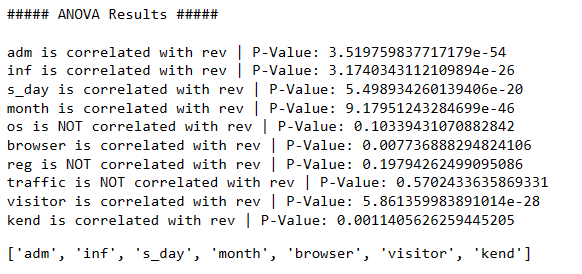 ##### ANOVA Results #####
adm is correlated with rev | P-Value: 3.519759837717179e-54
inf is correlated with rev | P-Value: 3.1740343112109894e-26
s_day is correlated with rev | P-Value: 5.498934260139406e-20
month is correlated with rev | P-Value: 9.17951243284699e-46
os is NOT correlated with rev | P-Value: 0.10339431070882842
browser is correlated with rev | P-Value: 0.007736888294824106
reg is NOT correlated with rev | P-Value: 0.19794262499095086
traffic is NOT correlated with rev | P-Value: 0.5702433635869331
visitor is correlated with rev | P-Value: 5.861359983891014e-28
kend is correlated with rev | P-Value: 0.0011405626259445205
['adm', 'inf', 's_day', 'month', 'browser', 'visitor', 'kend']